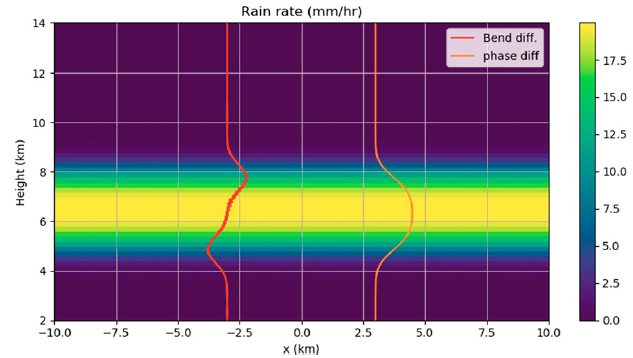 Rain rate (mm/hr)
14
12
10
8
6
4
2
Height (km)
Bend diff.
phase diff
−10.0 −7.5 −5.0 −2.5 0.0 2.5 5.0 7.5 10.0
x (km)
17.5
15.0
12.5
10.0
7.5
5.0
2.5
0.0